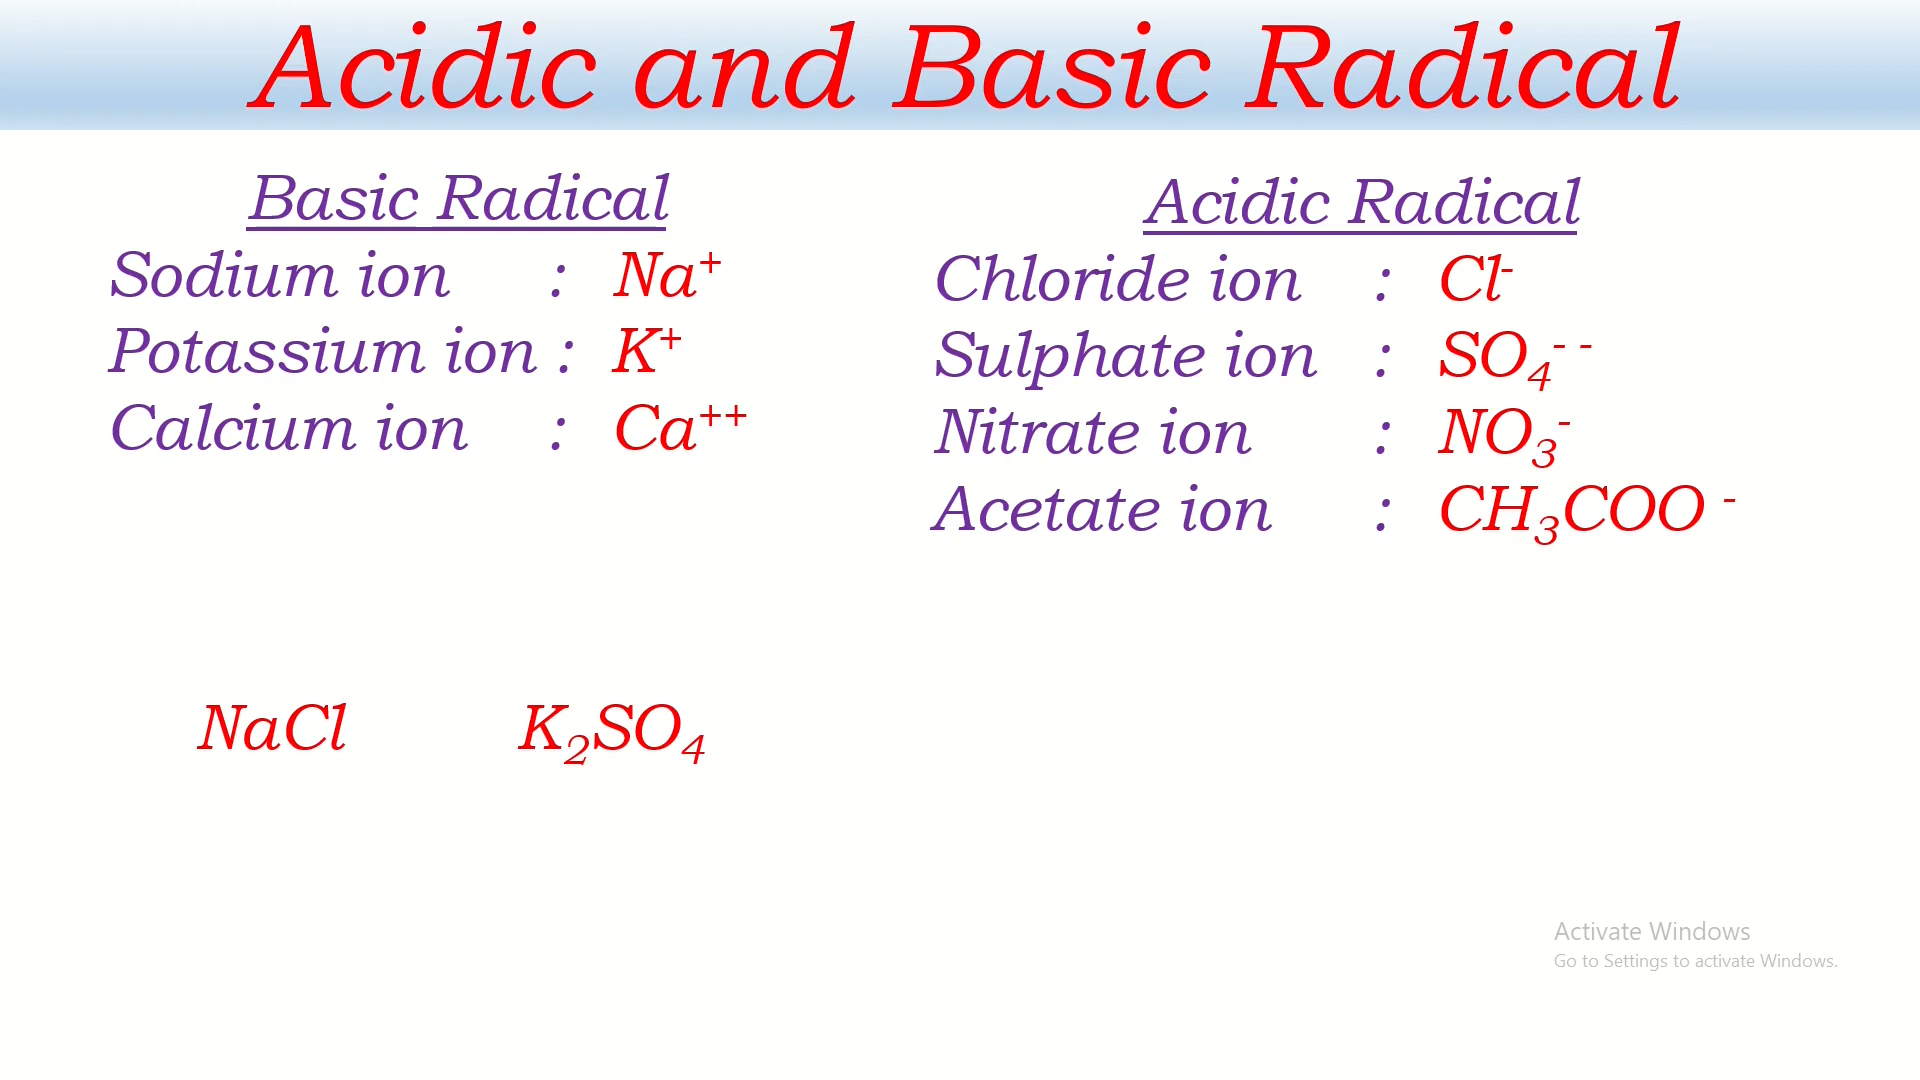 Acidic and Basic Radical
Basic Radical
Sodium ion : Na⁺
Potassium ion : K⁺
Calcium ion : Ca⁺⁺
Acidic Radical
Chloride ion : Cl⁻
Sulphate ion : SO₄⁻ ⁻
Nitrate ion : NO₃⁻
Acetate ion : CH₃COO ⁻
NaCl K₂SO₄
Activate Windows
Go to Settings to activate Windows.